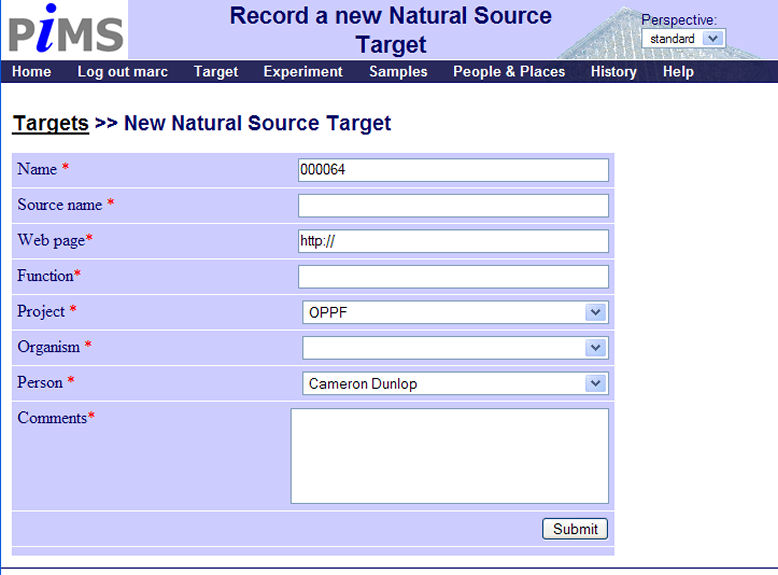 PiMS
Record a new Natural Source
Target
Perspective:
standard
Home Log out marc Target Experiment Samples People & Places History Help
Targets >> New Natural Source Target
Name * 000064
Source name *
Web page* http://
Function*
Project * OPPF
Organism *
Person * Cameron Dunlop
Comments*
Submit